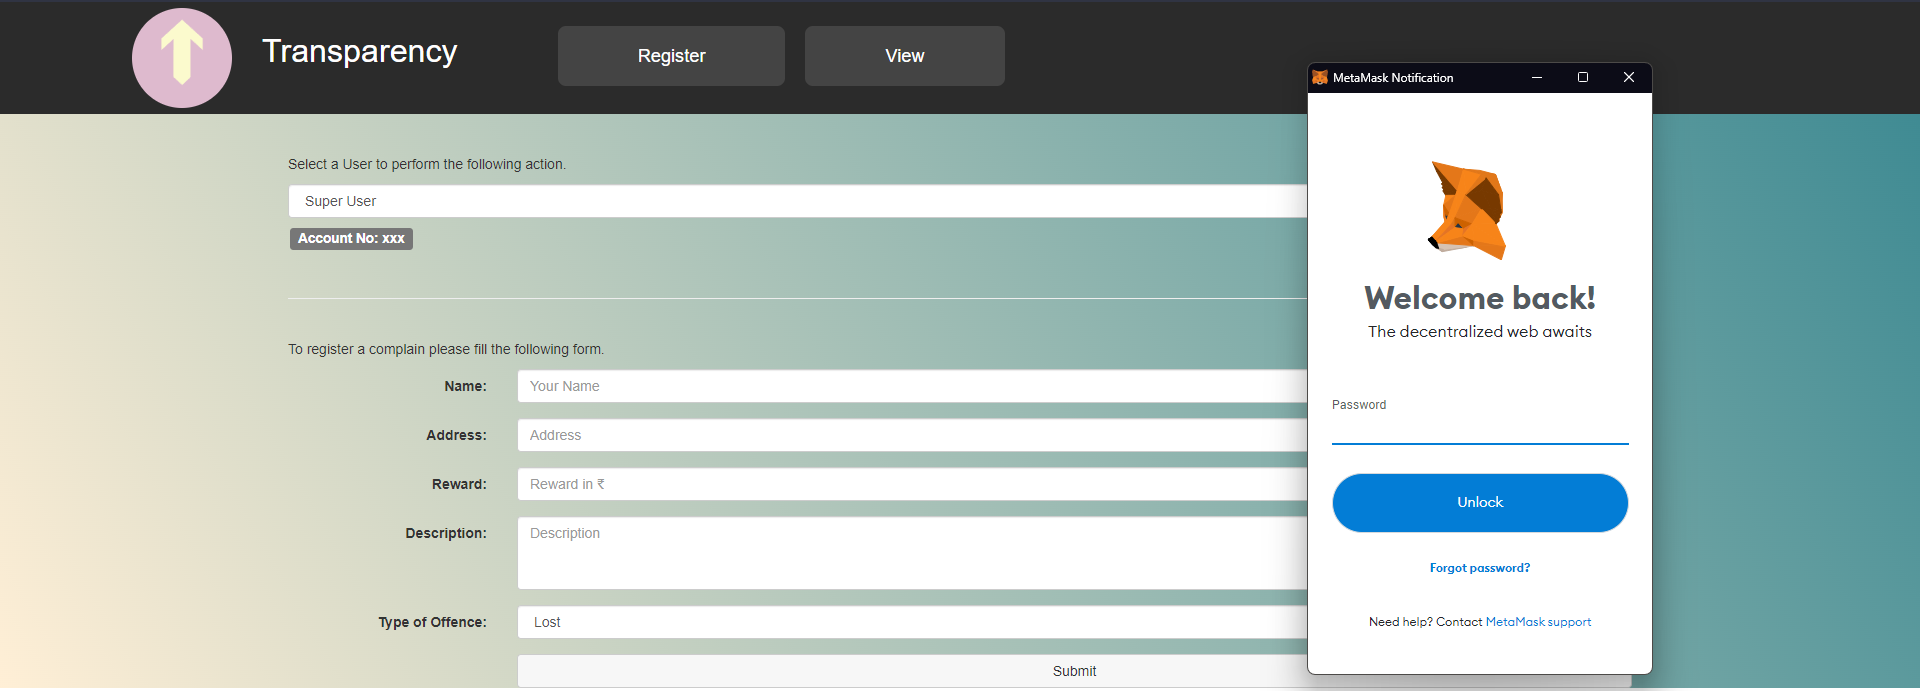 Transparency
Register
View
Select a User to perform the following action.
Super User
Account No: xxx
To register a complain please fill the following form.
Name:
Your Name
Address:
Address
Reward:
Reward in ₹
Description:
Description
Type of Offence:
Lost
Submit
MetaMask Notification
Welcome back!
The decentralized web awaits
Password
Unlock
Forgot password?
Need help? Contact MetaMask support